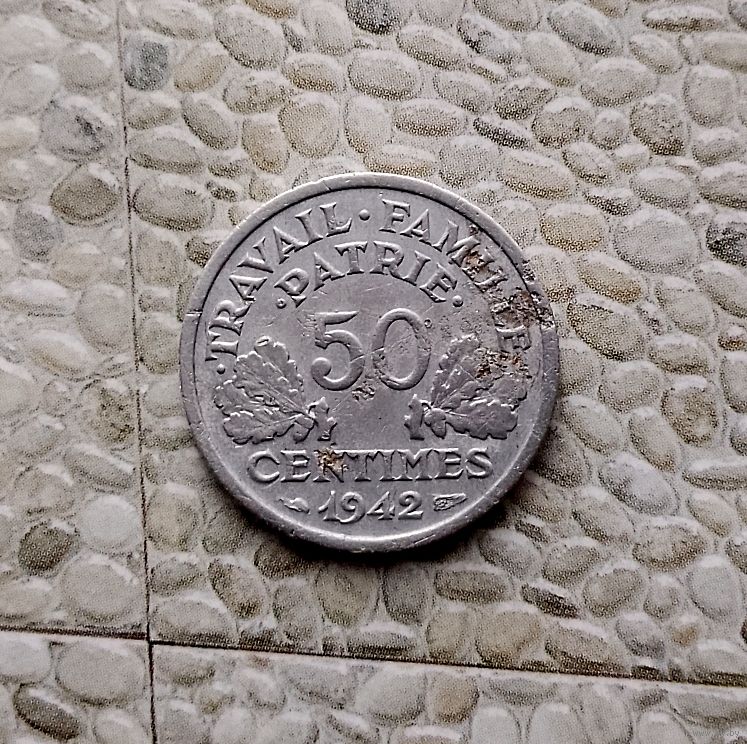 ·TRAVAIL·FAMILLE
·PATRIE·
50
CENTIMES
1942